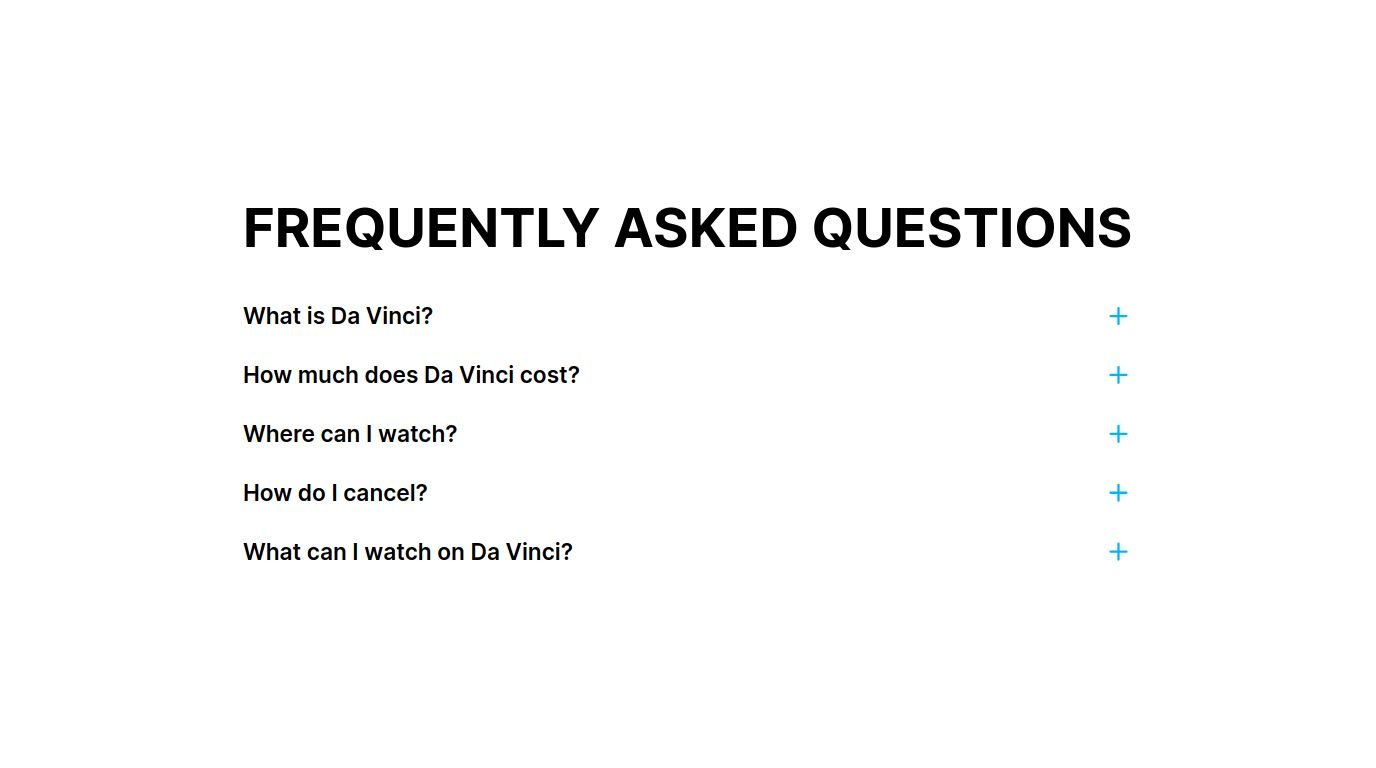 FREQUENTLY ASKED QUESTIONS
What is Da Vinci?
How much does Da Vinci cost?
Where can I watch?
How do I cancel?
What can I watch on Da Vinci?